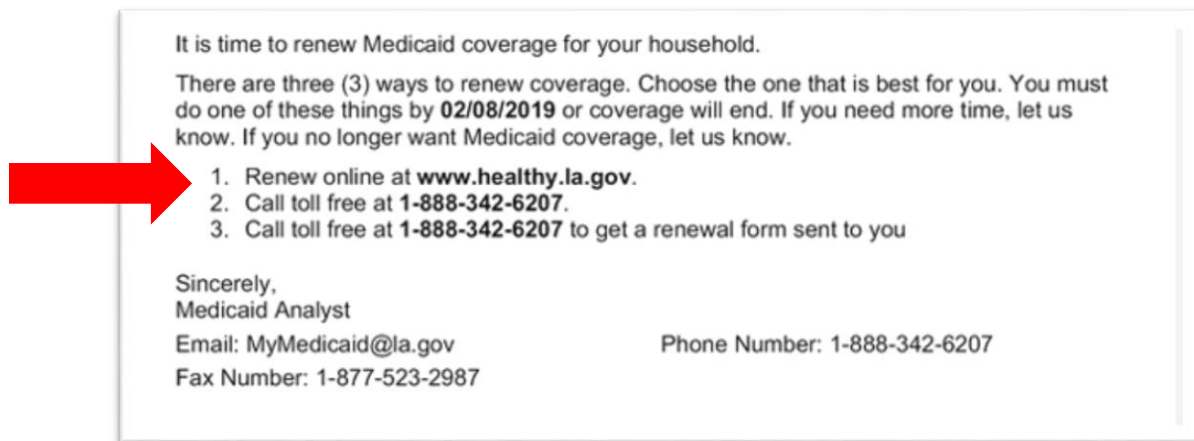 It is time to renew Medicaid coverage for your household.
There are three (3) ways to renew coverage. Choose the one that is best for you. You must
do one of these things by 02/08/2019 or coverage will end. If you need more time, let us
know. If you no longer want Medicaid coverage, let us know.
1. Renew online at www.healthy.la.gov.
2. Call toll free at 1-888-342-6207.
3. Call toll free at 1-888-342-6207 to get a renewal form sent to you
Sincerely,
Medicaid Analyst
Email: MyMedicaid@la.gov Phone Number: 1-888-342-6207
Fax Number: 1-877-523-2987